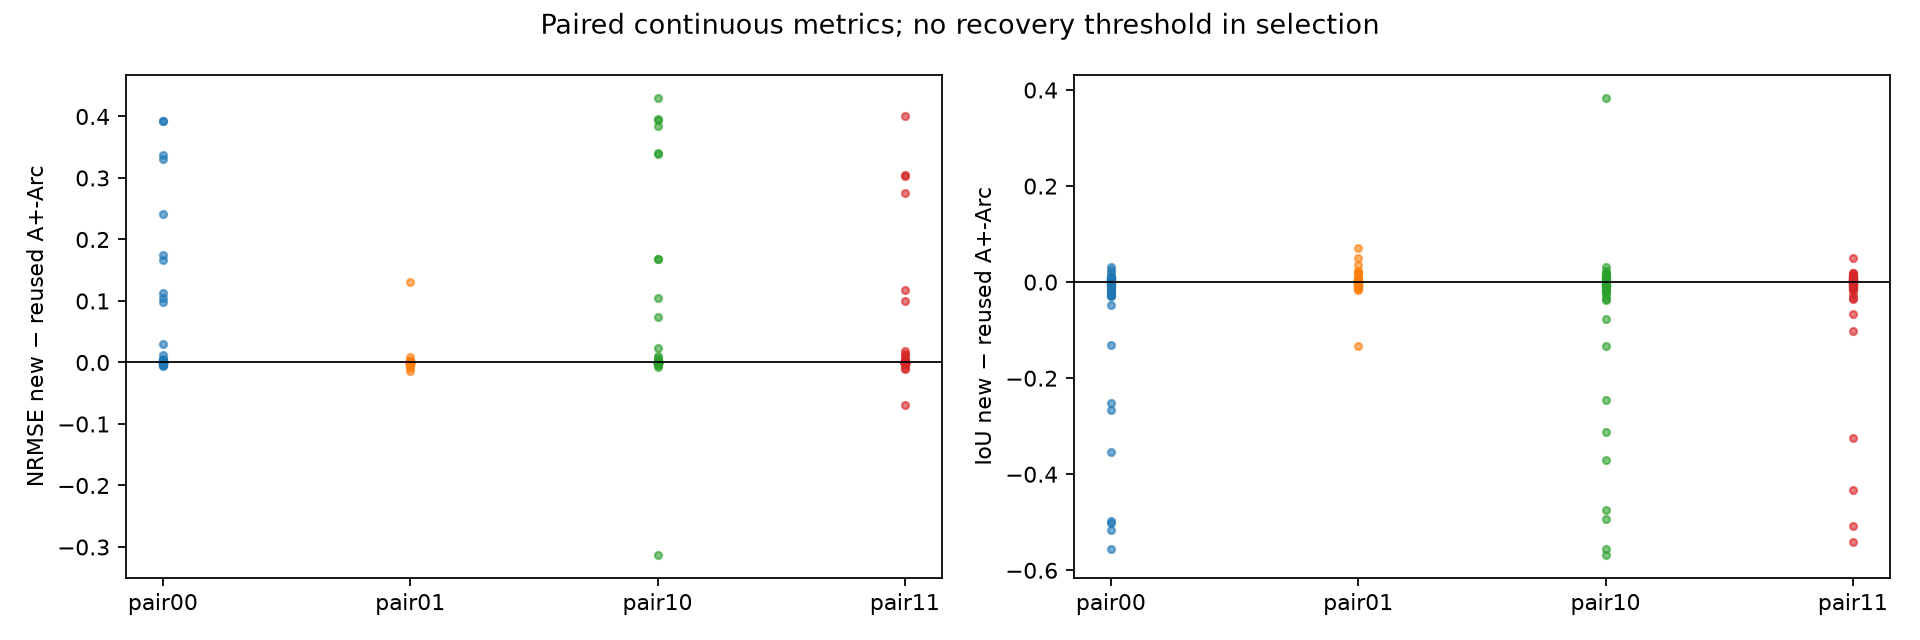 Paired continuous metrics; no recovery threshold in selection
NRMSE new − reused A+-Arc
0.4
0.3
0.2
0.1
0.0
−0.1
−0.2
−0.3
pair00
pair01
pair10
pair11
IoU new − reused A+-Arc
0.4
0.2
0.0
−0.2
−0.4
−0.6
pair00
pair01
pair10
pair11